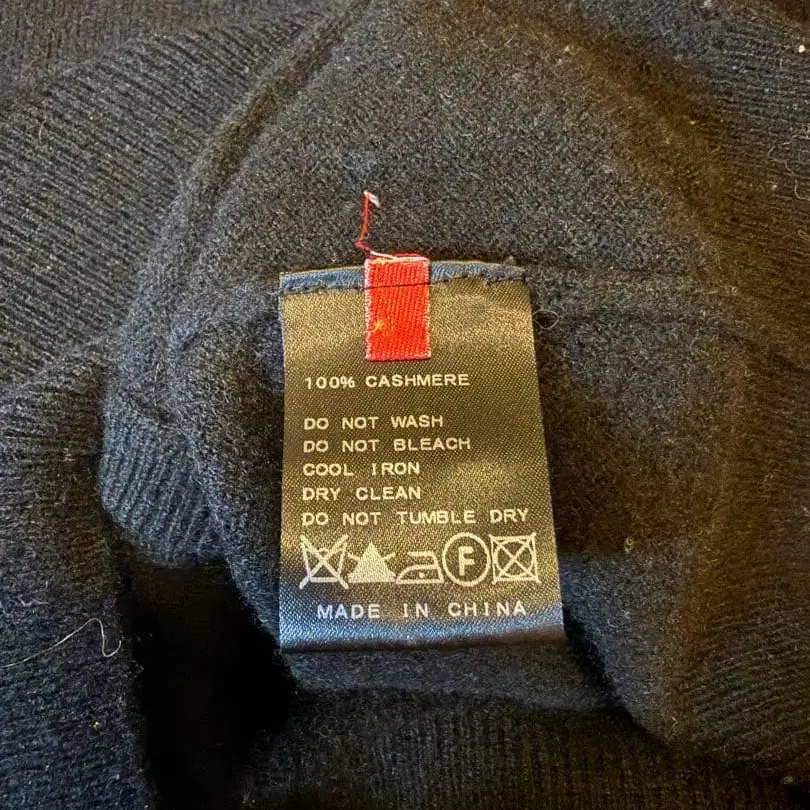 100% CASHMERE
DO NOT WASH
DO NOT BLEACH
COOL IRON
DRY CLEAN
DO NOT TUMBLE DRY
F
MADE IN CHINA